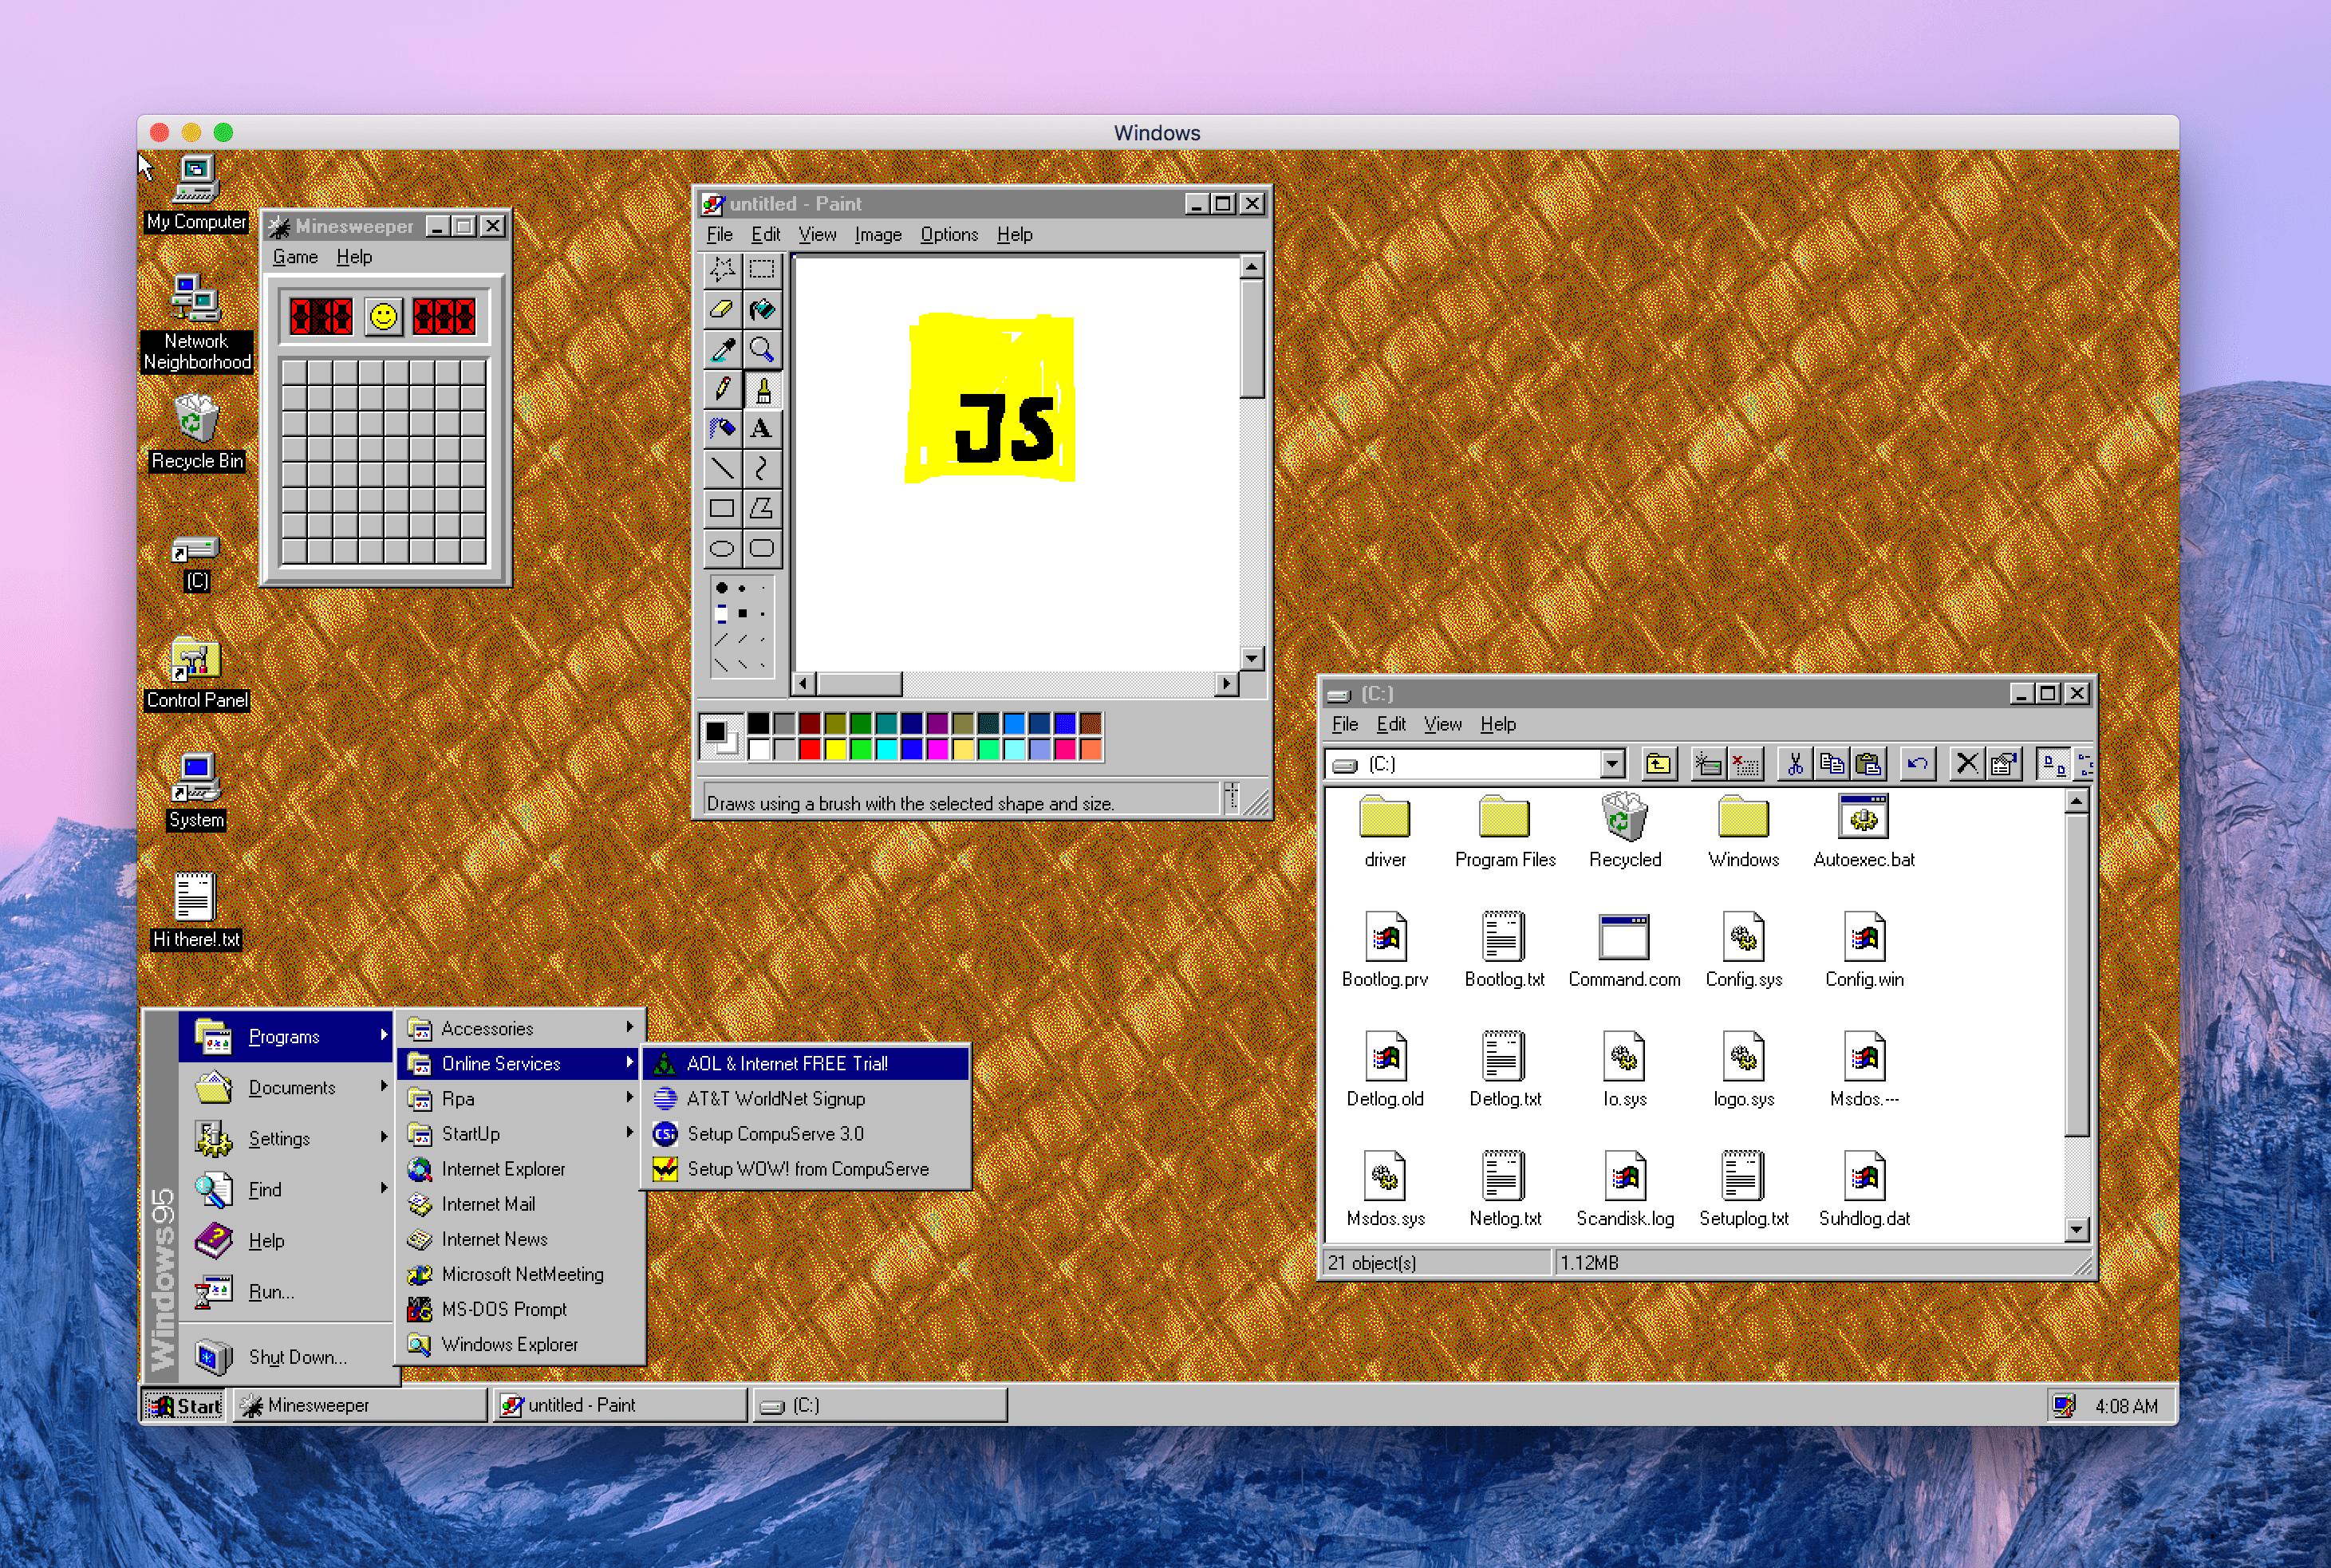 Windows
My Computer
Network
Neighborhood
Recycle Bin
(C)
Control Panel
System
Hi there!.txt
Minesweeper
Game Help
untitled - Paint
File Edit View Image Options Help
A
JS
Draws using a brush with the selected shape and size.
(C:)
File Edit View Help
(C:)
driver Program Files Recycled Windows Autoexec.bat
Bootlog.prv Bootlog.txt Command.com Config.sys Config.win
Detlog.old Detlog.txt Io.sys logo.sys Msdos.---
Msdos.sys Netlog.txt Scandisk.log Setuplog.txt Suhdlog.dat
21 object(s) 1.12MB
Windows95
Programs
Documents
Settings
Find
Help
Run...
Shut Down...
Accessories
Online Services
Rpa
StartUp
Internet Explorer
Internet Mail
Internet News
Microsoft NetMeeting
MS-DOS Prompt
Windows Explorer
AOL & Internet FREE Trial!
AT&T WorldNet Signup
Setup CompuServe 3.0
Setup WOW! from CompuServe
Start Minesweeper untitled - Paint (C:) 4:08 AM